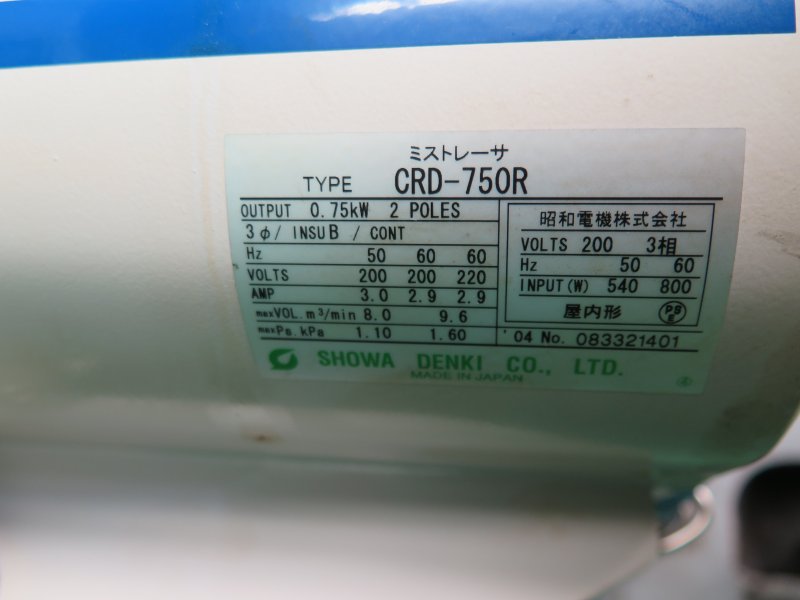 ミストレーサ
TYPE CRD-750R
OUTPUT 0.75kW 2 POLES
3φ/ INSU B / CONT
Hz 50 60 60
VOLTS 200 200 220
AMP 3.0 2.9 2.9
maxVOL. m³/min 8.0 9.6
maxPs. kPa 1.10 1.60
昭和電機株式会社
VOLTS 200 3相
Hz 50 60
INPUT(W) 540 800
屋内形 PS E
'04 No. 083321401
SHOWA DENKI CO., LTD.
MADE IN JAPAN